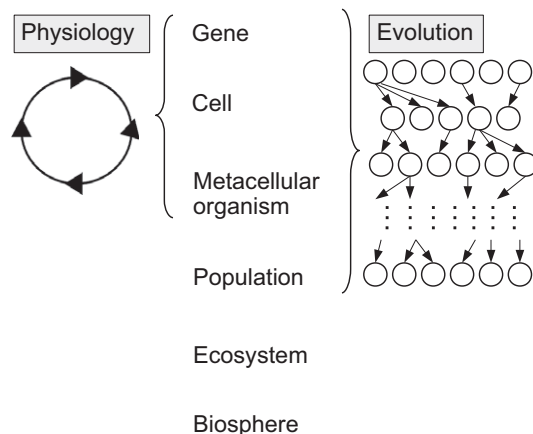 Physiology
Gene
Evolution
Cell
Metacellular
organism
Population
Ecosystem
Biosphere